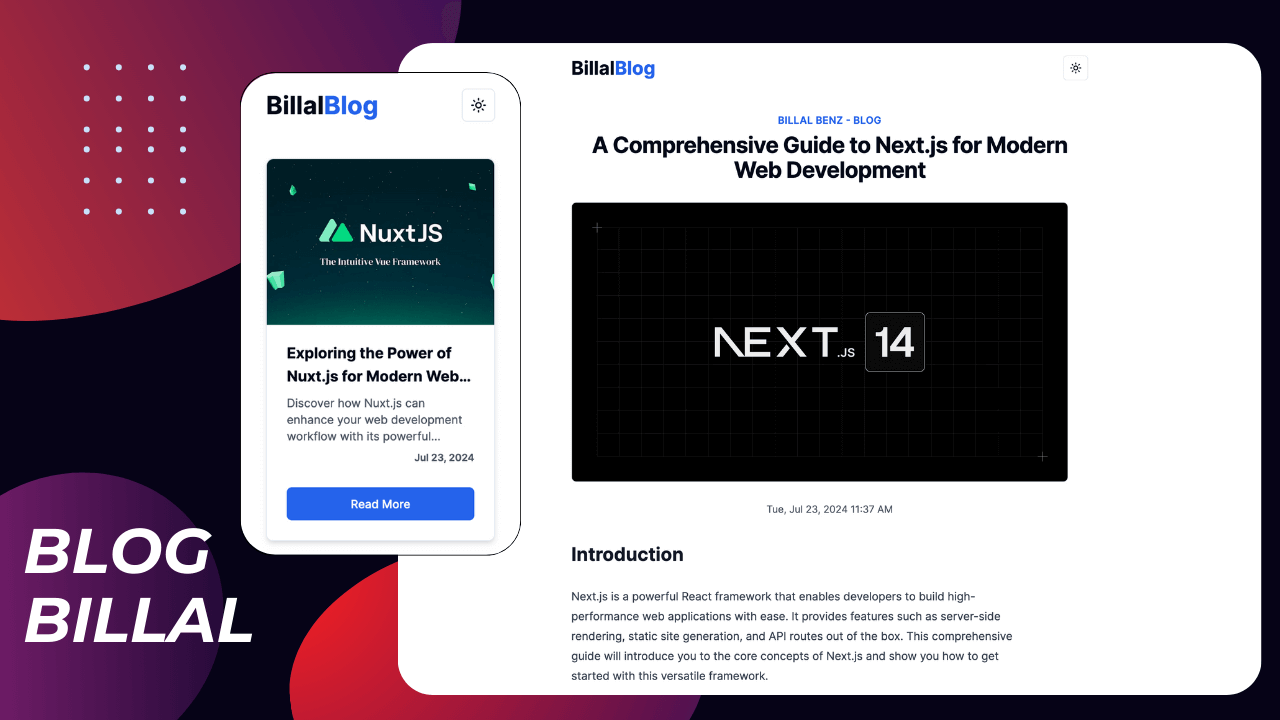 BillalBlog
Exploring the Power of
Nuxt.js for Modern Web...
Discover how Nuxt.js can
enhance your web development
workflow with its powerful...
Jul 23, 2024
Read More
NuxtJS
The Intuitive Vue Framework
BLOG
BILLAL
BillalBlog
BILLAL BENZ - BLOG
A Comprehensive Guide to Next.js for Modern
Web Development
NEXT.JS 14
Tue, Jul 23, 2024 11:37 AM
Introduction
Next.js is a powerful React framework that enables developers to build high-
performance web applications with ease. It provides features such as server-side
rendering, static site generation, and API routes out of the box. This comprehensive
guide will introduce you to the core concepts of Next.js and show you how to get
started with this versatile framework.